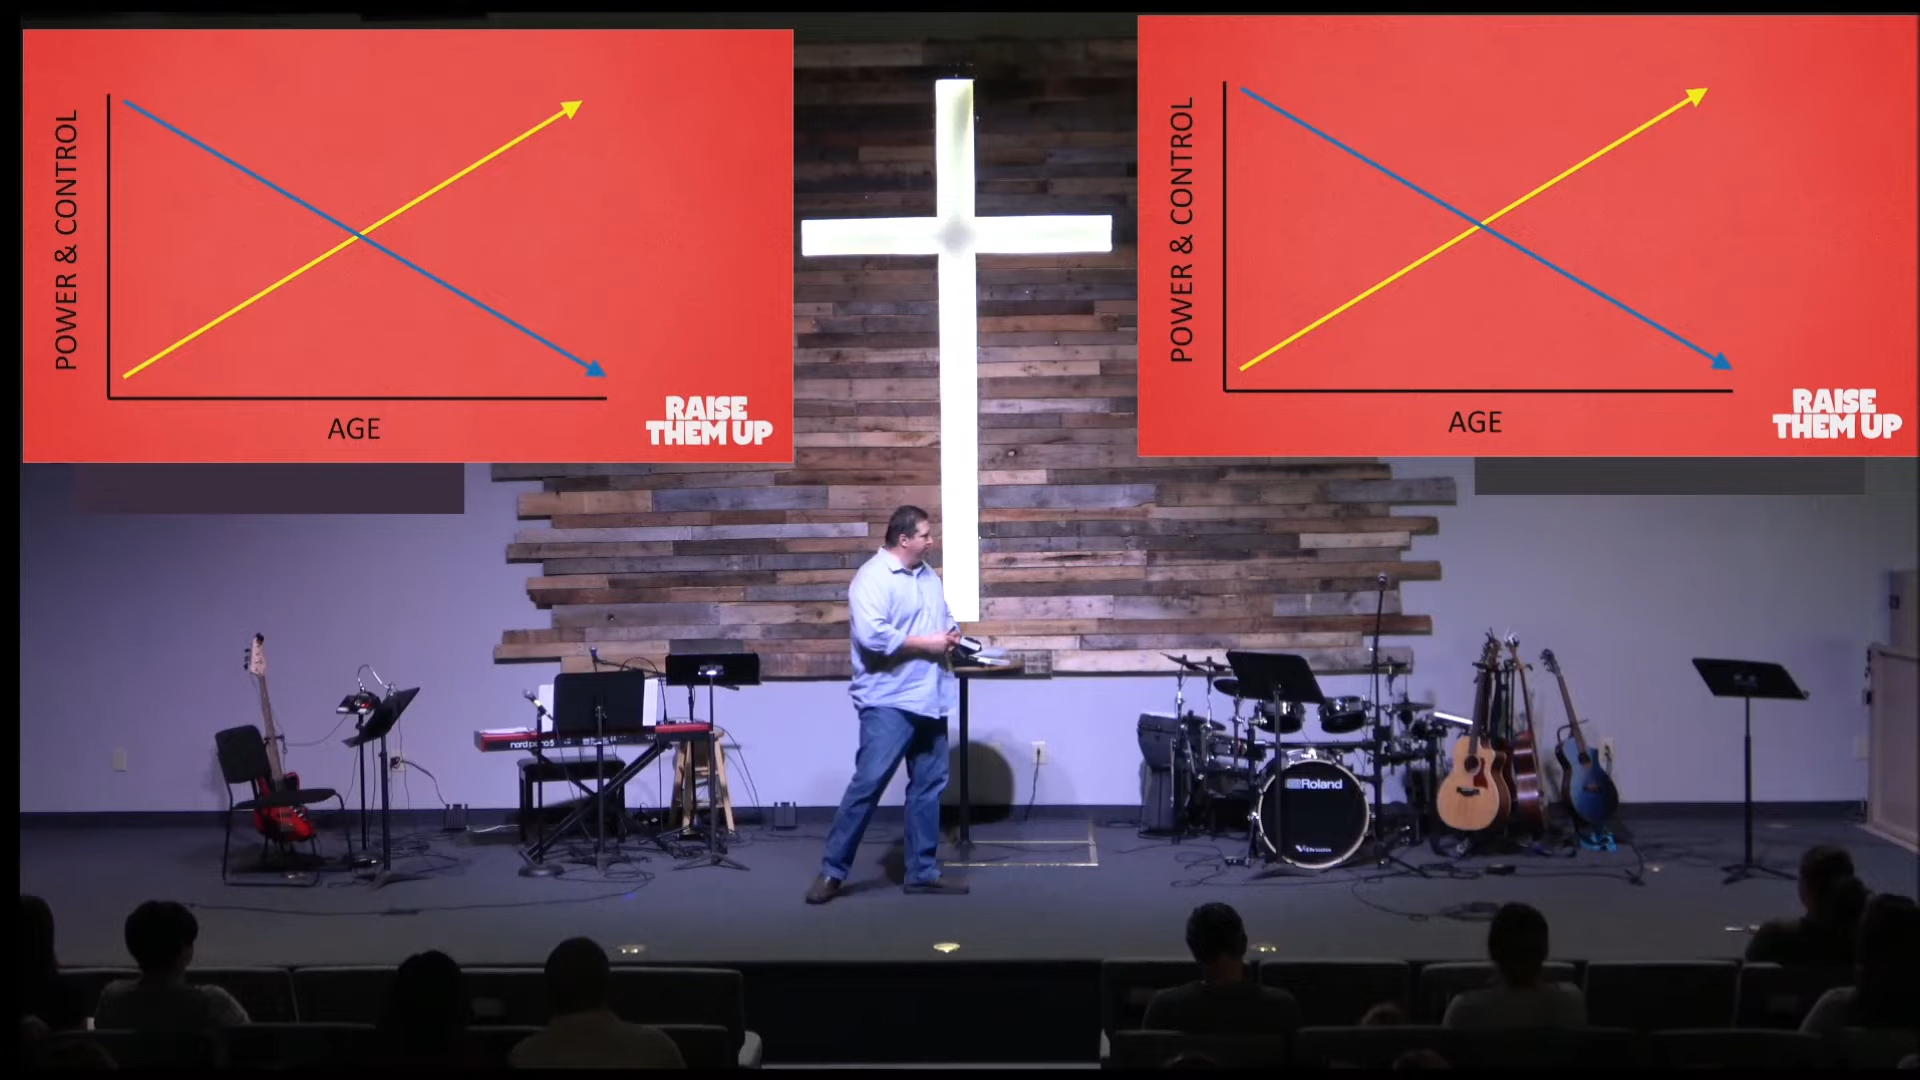 POWER & CONTROL
AGE
RAISE
THEM UP
POWER & CONTROL
AGE
RAISE
THEM UP
nord piano 5
Roland